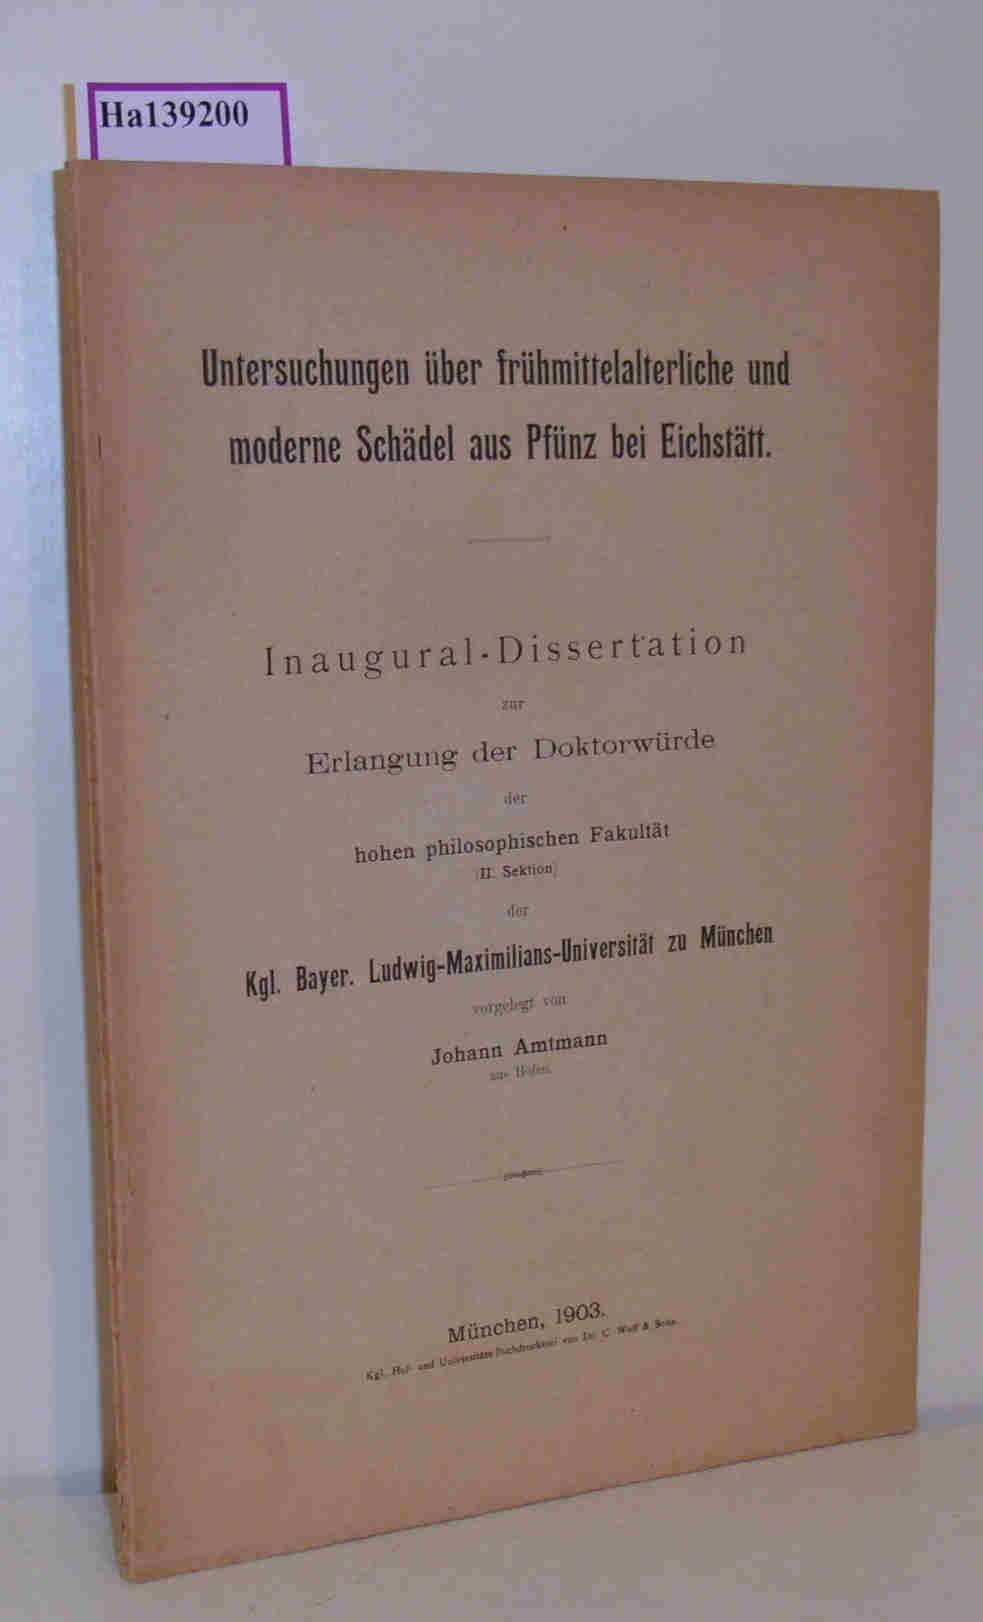 Ha139200
Untersuchungen über frühmittelalterliche und
moderne Schädel aus Pfünz bei Eichstätt.
Inaugural-Dissertation
zur
Erlangung der Doktorwürde
der
hohen philosophischen Fakultät
(II. Sektion)
der
Kgl. Bayer. Ludwig-Maximilians-Universität zu München
vorgelegt von
Johann Amtmann
aus
München, 1903.
Kgl. Hof- und Universitäts-Buchdruckerei von Dr. C. Wolf & Sohn.